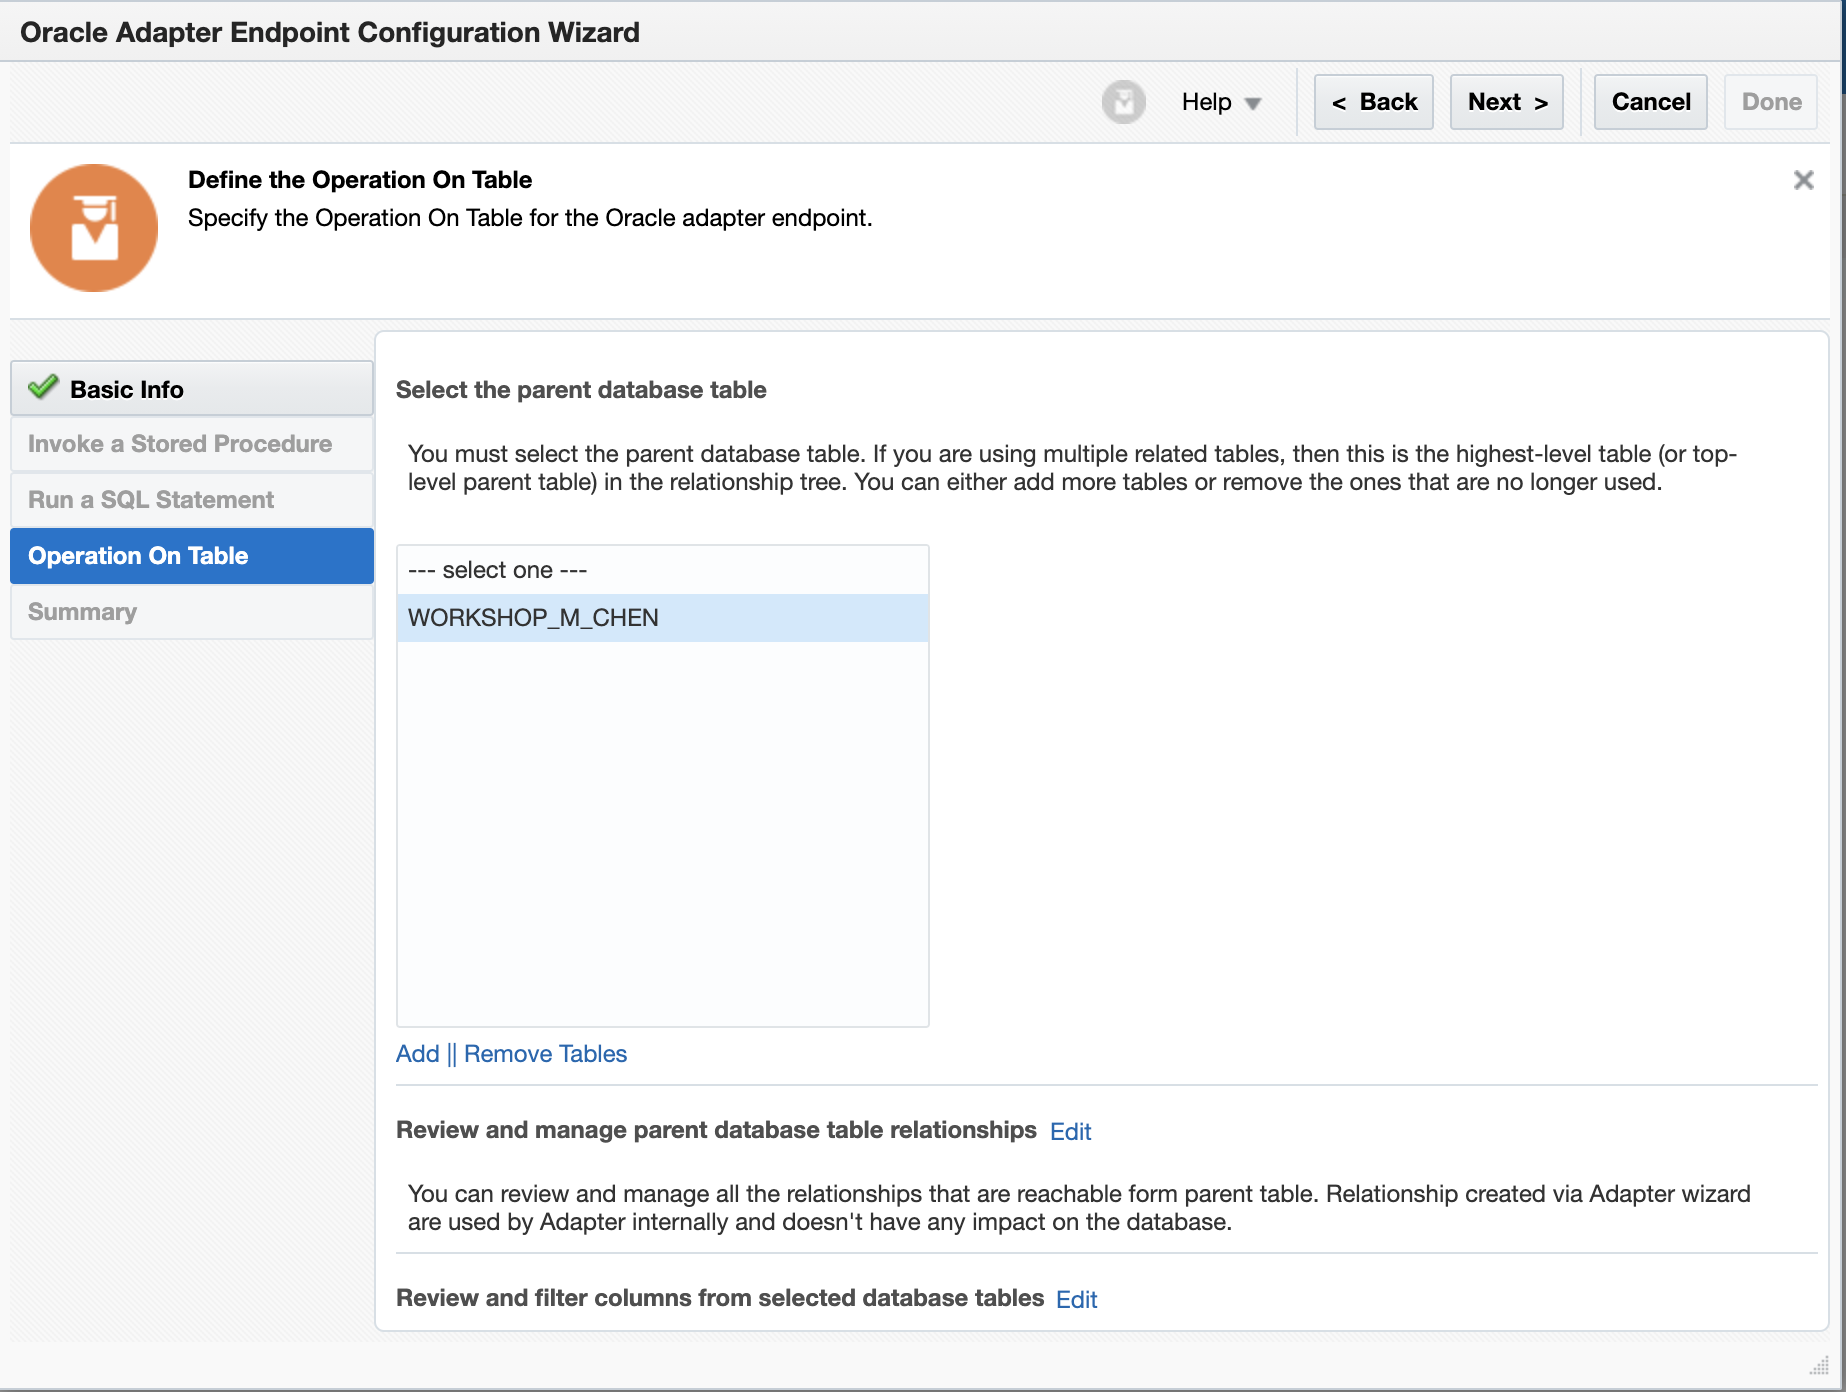 Oracle Adapter Endpoint Configuration Wizard
Help
< Back
Next >
Cancel
Done
Define the Operation On Table
Specify the Operation On Table for the Oracle adapter endpoint.
Basic Info
Invoke a Stored Procedure
Run a SQL Statement
Operation On Table
Summary
Select the parent database table
You must select the parent database table. If you are using multiple related tables, then this is the highest-level table (or top-
level parent table) in the relationship tree. You can either add more tables or remove the ones that are no longer used.
--- select one ---
WORKSHOP_M_CHEN
Add || Remove Tables
Review and manage parent database table relationships Edit
You can review and manage all the relationships that are reachable form parent table. Relationship created via Adapter wizard
are used by Adapter internally and doesn't have any impact on the database.
Review and filter columns from selected database tables Edit